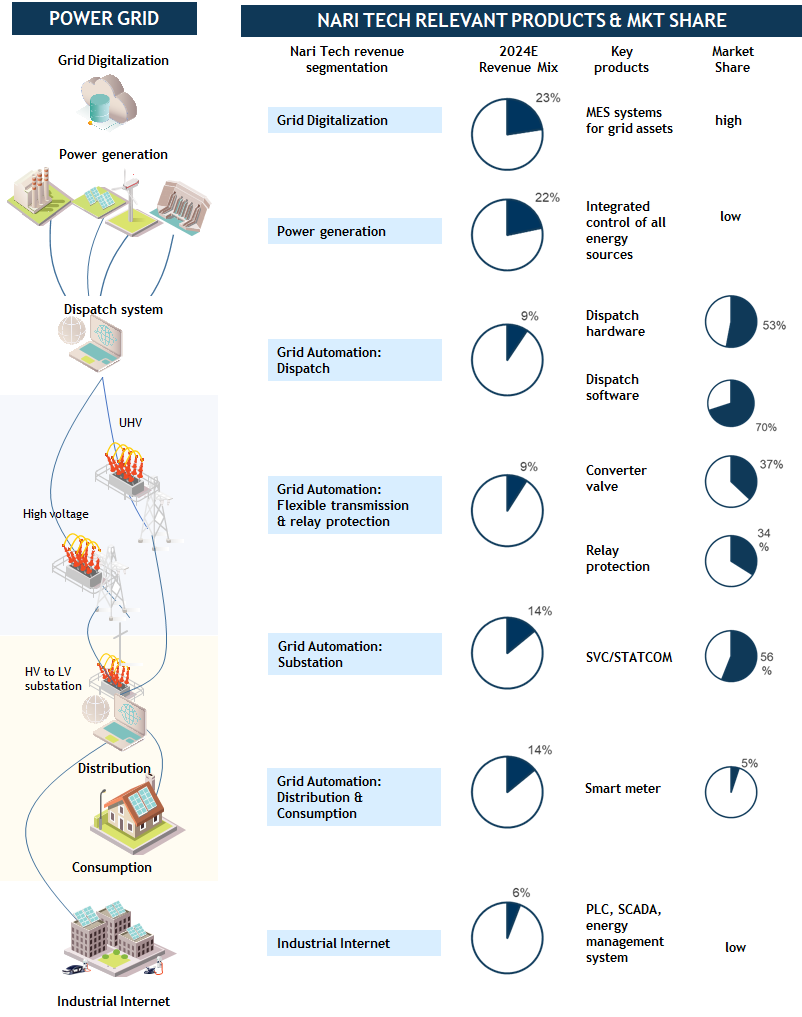 POWER GRID
Grid Digitalization
Power generation
Dispatch system
UHV
High voltage
HV to LV
substation
Distribution
Consumption
Industrial Internet
NARI TECH RELEVANT PRODUCTS & MKT SHARE
Nari Tech revenue
segmentation
2024E
Revenue Mix
Key
products
Market
Share
Grid Digitalization
23%
MES systems
for grid assets
high
Power generation
22%
Integrated
control of all
energy
sources
low
Grid Automation:
Dispatch
9%
Dispatch
hardware
53%
Dispatch
software
70%
Grid Automation:
Flexible transmission
& relay protection
9%
Converter
valve
37%
Relay
protection
34
%
Grid Automation:
Substation
14%
SVC/STATCOM
56
%
Grid Automation:
Distribution &
Consumption
14%
Smart meter
5%
Industrial Internet
6%
PLC, SCADA,
energy
management
system
low